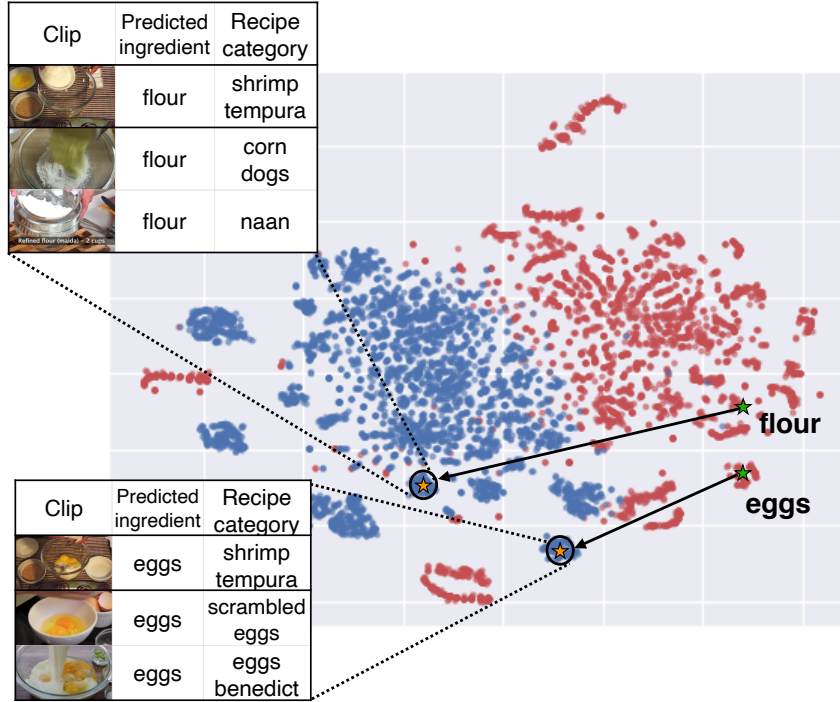 Clip Predicted ingredient Recipe category
flour shrimp tempura
flour corn dogs
Refined flour (maida) - 2 cups
flour naan
flour
eggs
Clip Predicted ingredient Recipe category
eggs shrimp tempura
eggs scrambled eggs
eggs eggs benedict